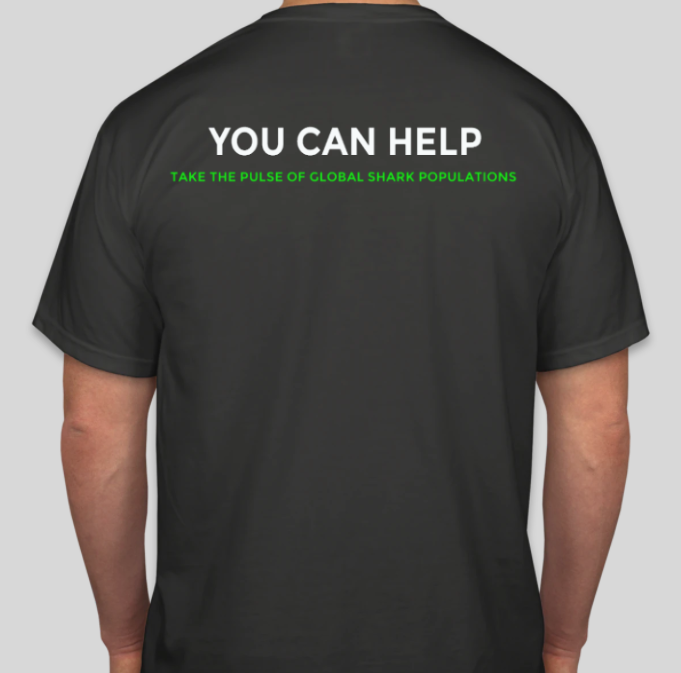 YOU CAN HELP
TAKE THE PULSE OF GLOBAL SHARK POPULATIONS